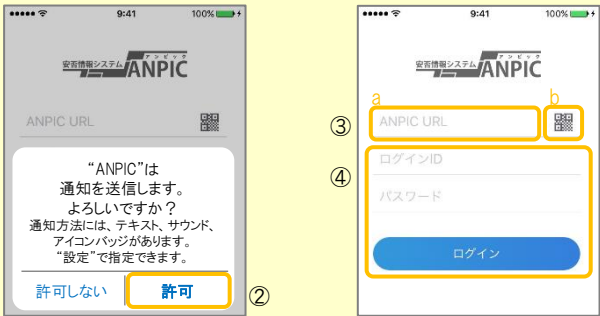 9:41
100%
アンピック
安否情報システム ANPIC
ANPIC URL
“ANPIC”は
通知を送信します。
よろしいですか？
通知方法には、テキスト、サウンド、
アイコンバッジがあります。
“設定”で指定できます。
許可しない
許可
②
9:41
100%
アンピック
安否情報システム ANPIC
a
b
③
ANPIC URL
④
ログインID
パスワード
ログイン